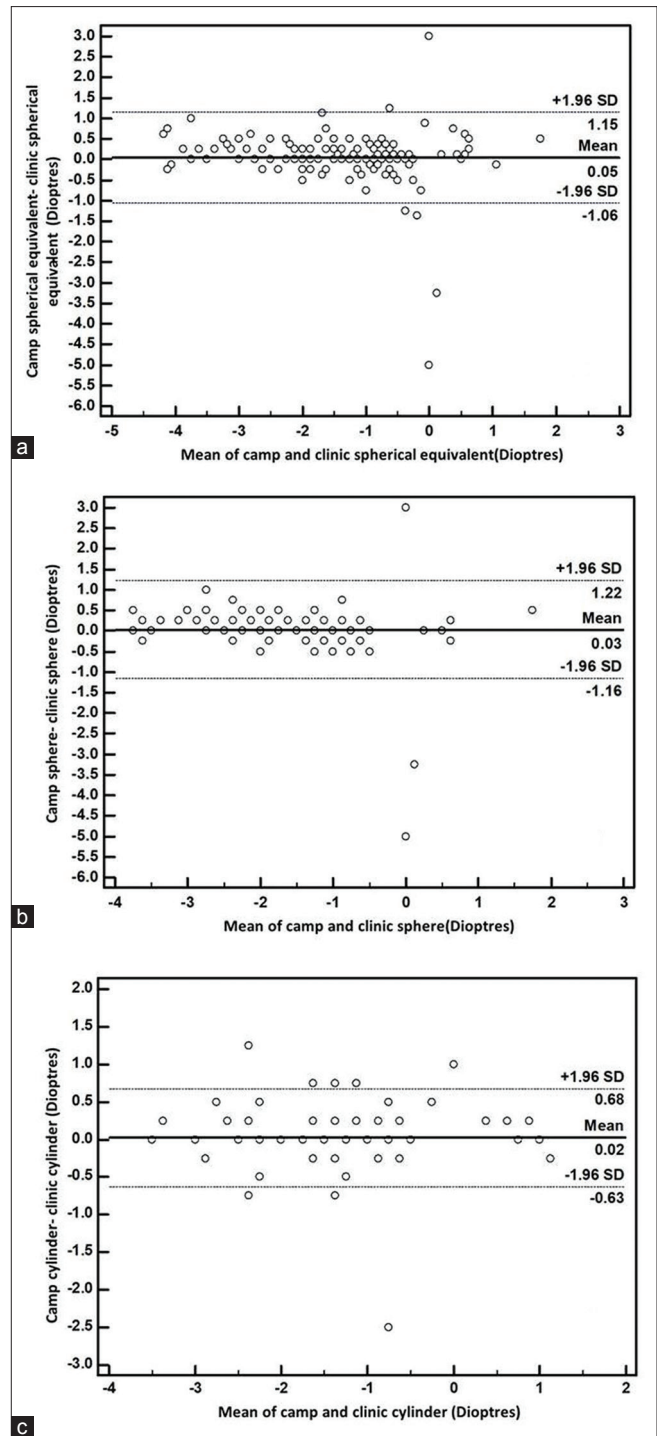 3.0
2.5
2.0
1.5
1.0
0.5
0.0
-0.5
-1.0
-1.5
-2.0
-2.5
-3.0
-3.5
-4.0
-4.5
-5.0
-5.5
-6.0
Camp spherical equivalent- clinic spherical
equivalent (Dioptres)
+1.96 SD
1.15
Mean
0.05
-1.96 SD
-1.06
-5 -4 -3 -2 -1 0 1 2 3
Mean of camp and clinic spherical equivalent(Dioptres)
a
3.0
2.5
2.0
1.5
1.0
0.5
0.0
-0.5
-1.0
-1.5
-2.0
-2.5
-3.0
-3.5
-4.0
-4.5
-5.0
-5.5
-6.0
Camp sphere- clinic sphere (Dioptres)
+1.96 SD
1.22
Mean
0.03
-1.96 SD
-1.16
-4 -3 -2 -1 0 1 2 3
Mean of camp and clinic sphere(Dioptres)
b
2.0
1.5
1.0
0.5
0.0
-0.5
-1.0
-1.5
-2.0
-2.5
-3.0
Camp cylinder- clinic cylinder (Dioptres)
+1.96 SD
0.68
Mean
0.02
-1.96 SD
-0.63
-4 -3 -2 -1 0 1 2
Mean of camp and clinic cylinder (Dioptres)
c